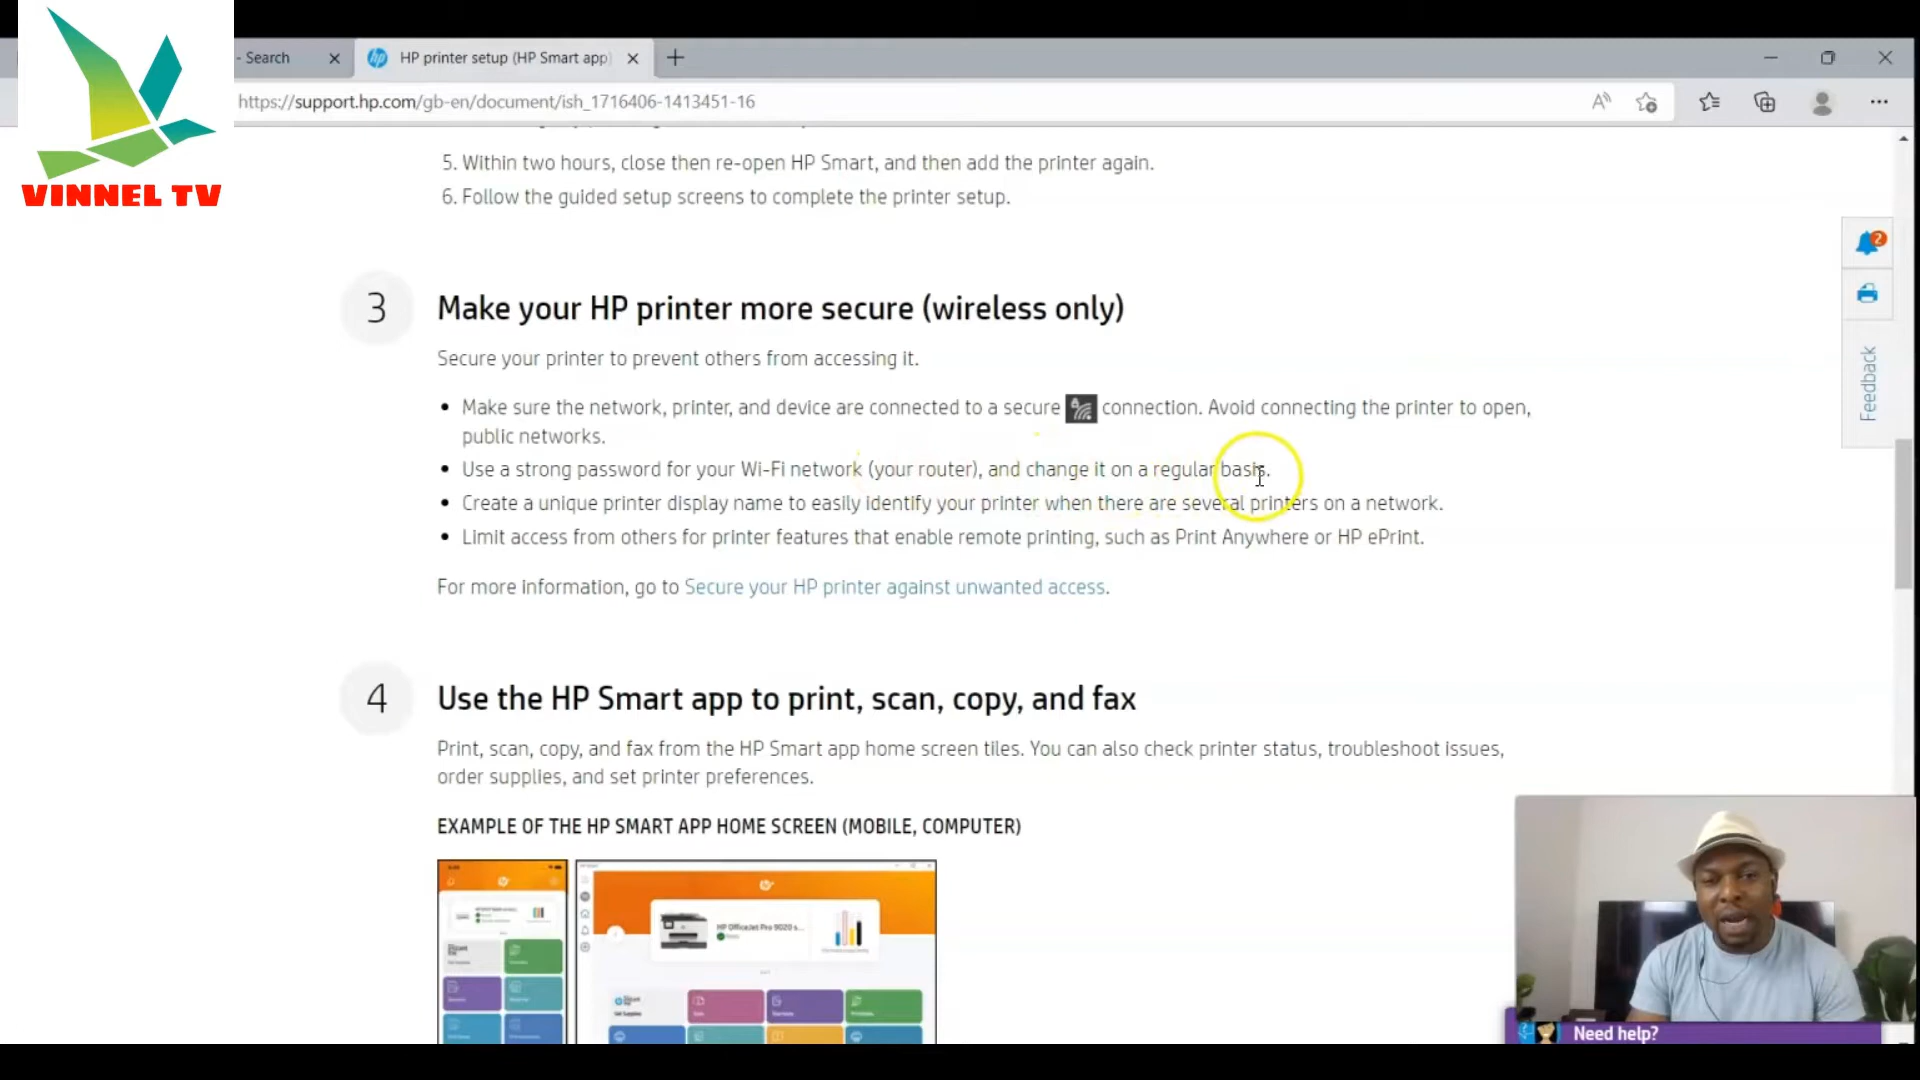 - Search
HP printer setup (HP Smart app)
https://support.hp.com/gb-en/document/ish_1716406-1413451-16
VINNEL TV
5. Within two hours, close then re-open HP Smart, and then add the printer again.
6. Follow the guided setup screens to complete the printer setup.
2
Feedback
3
Make your HP printer more secure (wireless only)
Secure your printer to prevent others from accessing it.
• Make sure the network, printer, and device are connected to a secure connection. Avoid connecting the printer to open,
public networks.
• Use a strong password for your Wi-Fi network (your router), and change it on a regular basis.
• Create a unique printer display name to easily identify your printer when there are several printers on a network.
• Limit access from others for printer features that enable remote printing, such as Print Anywhere or HP ePrint.
For more information, go to Secure your HP printer against unwanted access.
4
Use the HP Smart app to print, scan, copy, and fax
Print, scan, copy, and fax from the HP Smart app home screen tiles. You can also check printer status, troubleshoot issues,
order supplies, and set printer preferences.
EXAMPLE OF THE HP SMART APP HOME SCREEN (MOBILE, COMPUTER)
HP OfficeJet Pro 9020 s...
Need help?